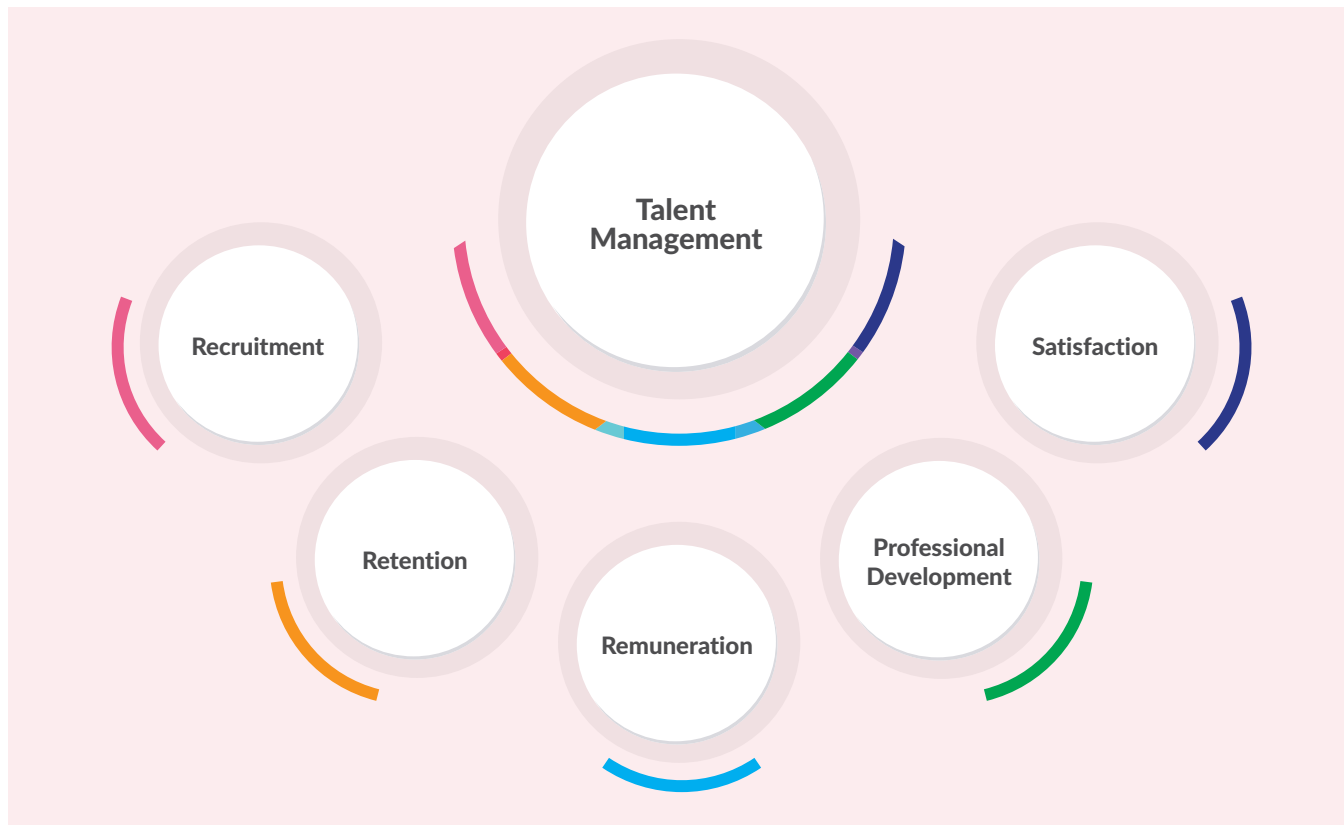 Talent
Management
Recruitment
Satisfaction
Retention
Professional
Development
Remuneration